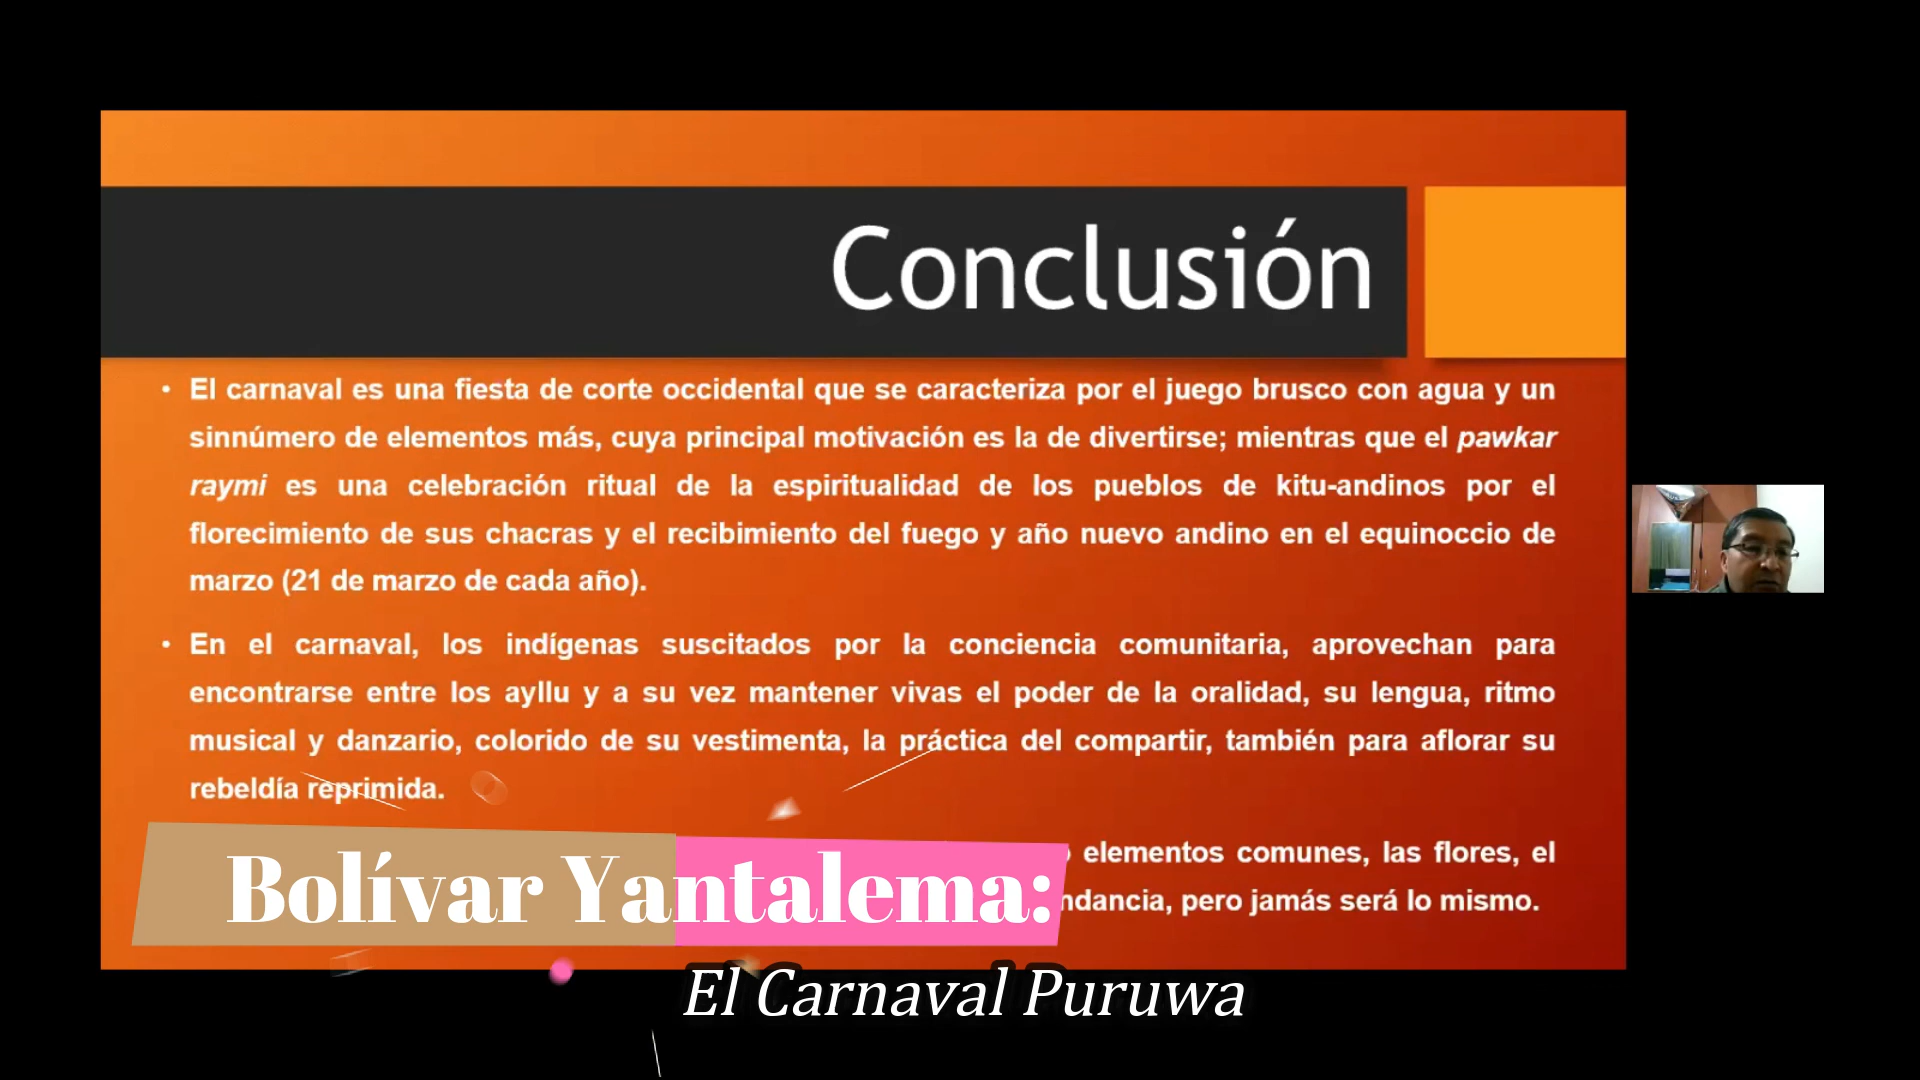 Conclusión
• El carnaval es una fiesta de corte occidental que se caracteriza por el juego brusco con agua y un
sinnúmero de elementos más, cuya principal motivación es la de divertirse; mientras que el pawkar
raymi es una celebración ritual de la espiritualidad de los pueblos de kitu-andinos por el
florecimiento de sus chacras y el recibimiento del fuego y año nuevo andino en el equinoccio de
marzo (21 de marzo de cada año).
• En el carnaval, los indígenas suscitados por la conciencia comunitaria, aprovechan para
encontrarse entre los ayllu y a su vez mantener vivas el poder de la oralidad, su lengua, ritmo
musical y danzario, colorido de su vestimenta, la práctica del compartir, también para aflorar su
rebeldía reprimida.
elementos comunes, las flores, el
pero jamás será lo mismo.
Bolívar Yantalema:
El Carnaval Puruwa